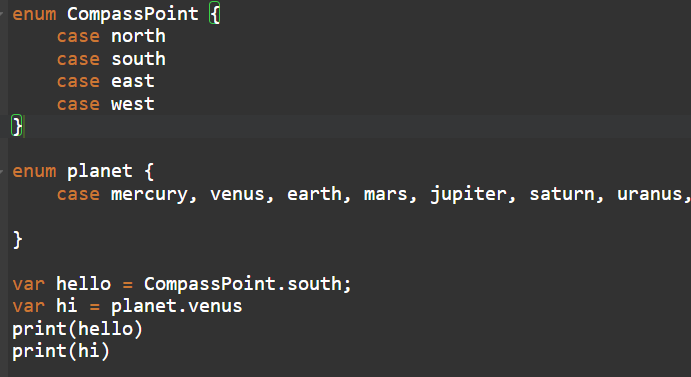 enum CompassPoint {
    case north
    case south
    case east
    case west
}
enum planet {
    case mercury, venus, earth, mars, jupiter, saturn, uranus,
}
var hello = CompassPoint.south;
var hi = planet.venus
print(hello)
print(hi)